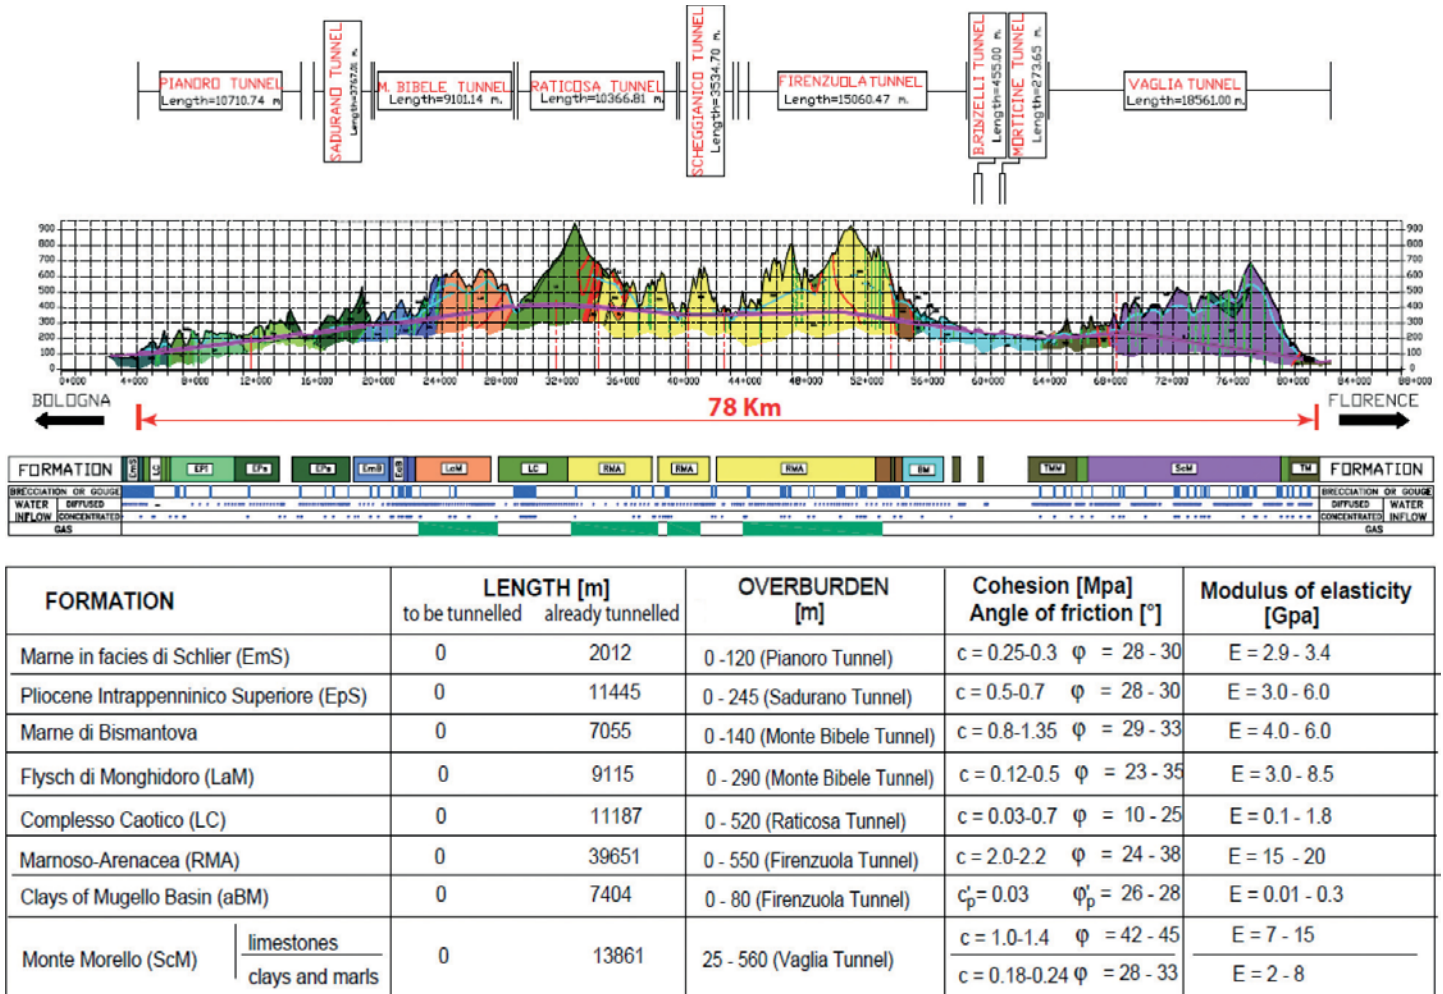 PIANORO TUNNEL
Length=10710.74 m
SADURANO TUNNEL
Length=3767.01 m.
M. BIBELE TUNNEL
Length=9101.14 m.
RATICOSA TUNNEL
Length=10366.81 m.
SCHEGGIANICO TUNNEL
Length=3534.70 m.
FIRENZUOLA TUNNEL
Length=15060.47 m.
B.RINZELLI TUNNEL
Length=455.00 m.
MORTICINE TUNNEL
Length=273.65 m.
VAGLIA TUNNEL
Length=18561.00 m.
900 900
800 800
700 700
600 600
500 500
400 400
300 300
200 200
100 100
0 0
0+000 4+000 8+000 12+000 16+000 20+000 24+000 28+000 32+000 36+000 40+000 44+000 48+000 52+000 56+000 60+000 64+000 68+000 72+000 76+000 80+000 84+000 88+000
BOLOGNA 78 Km FLORENCE
FORMATION EmS LC EP1 EPs EPs EmB LaM LC RMA RMA RMA BM TMM ScM TM FORMATION
BRECCIATION OR GOUGE BRECCIATION OR GOUGE
WATER INFLOW DIFFUSED DIFFUSED WATER INFLOW
CONCENTRATED CONCENTRATED
GAS GAS
FORMATION LENGTH [m] OVERBURDEN [m] Cohesion [Mpa] Modulus of elasticity [Gpa]
to be tunnelled already tunnelled Angle of friction [°]
Marne in facies di Schlier (EmS) 0 2012 0 -120 (Pianoro Tunnel) c = 0.25-0.3 φ = 28 - 30 E = 2.9 - 3.4
Pliocene Intrappenninico Superiore (EpS) 0 11445 0 - 245 (Sadurano Tunnel) c = 0.5-0.7 φ = 28 - 30 E = 3.0 - 6.0
Marne di Bismantova 0 7055 0 -140 (Monte Bibele Tunnel) c = 0.8-1.35 φ = 29 - 33 E = 4.0 - 6.0
Flysch di Monghidoro (LaM) 0 9115 0 - 290 (Monte Bibele Tunnel) c = 0.12-0.5 φ = 23 - 35 E = 3.0 - 8.5
Complesso Caotico (LC) 0 11187 0 - 520 (Raticosa Tunnel) c = 0.03-0.7 φ = 10 - 25 E = 0.1 - 1.8
Marnoso-Arenacea (RMA) 0 39651 0 - 550 (Firenzuola Tunnel) c = 2.0-2.2 φ = 24 - 38 E = 15 - 20
Clays of Mugello Basin (aBM) 0 7404 0 - 80 (Firenzuola Tunnel) c'p= 0.03 φ'p = 26 - 28 E = 0.01 - 0.3
Monte Morello (ScM) limestones 0 13861 25 - 560 (Vaglia Tunnel) c = 1.0-1.4 φ = 42 - 45 E = 7 - 15
clays and marls c = 0.18-0.24 φ = 28 - 33 E = 2 - 8